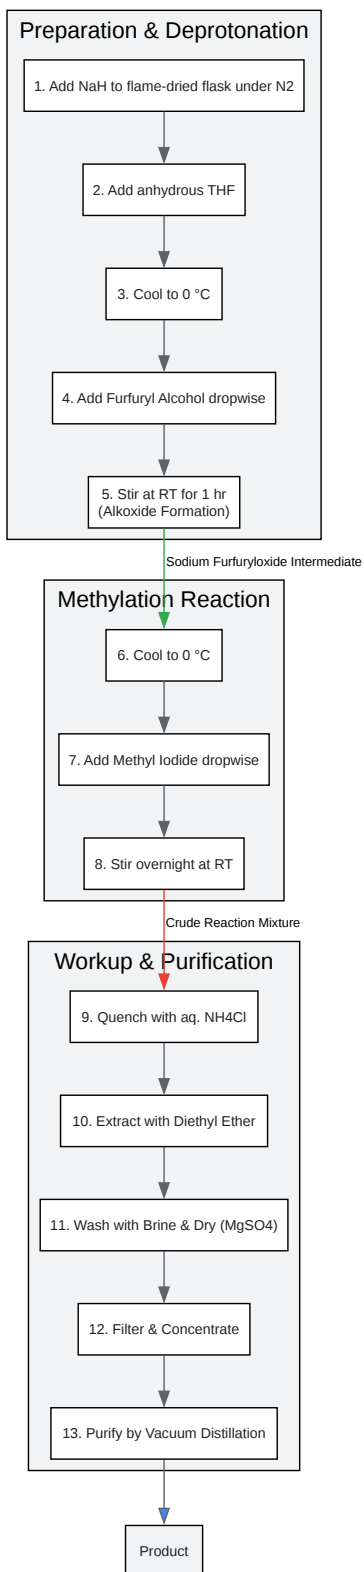 Preparation & Deprotonation
1. Add NaH to flame-dried flask under N2
2. Add anhydrous THF
3. Cool to 0 °C
4. Add Furfuryl Alcohol dropwise
5. Stir at RT for 1 hr
(Alkoxide Formation)
Sodium Furfuryloxide Intermediate
Methylation Reaction
6. Cool to 0 °C
7. Add Methyl Iodide dropwise
8. Stir overnight at RT
Crude Reaction Mixture
Workup & Purification
9. Quench with aq. NH4Cl
10. Extract with Diethyl Ether
11. Wash with Brine & Dry (MgSO4)
12. Filter & Concentrate
13. Purify by Vacuum Distillation
Product